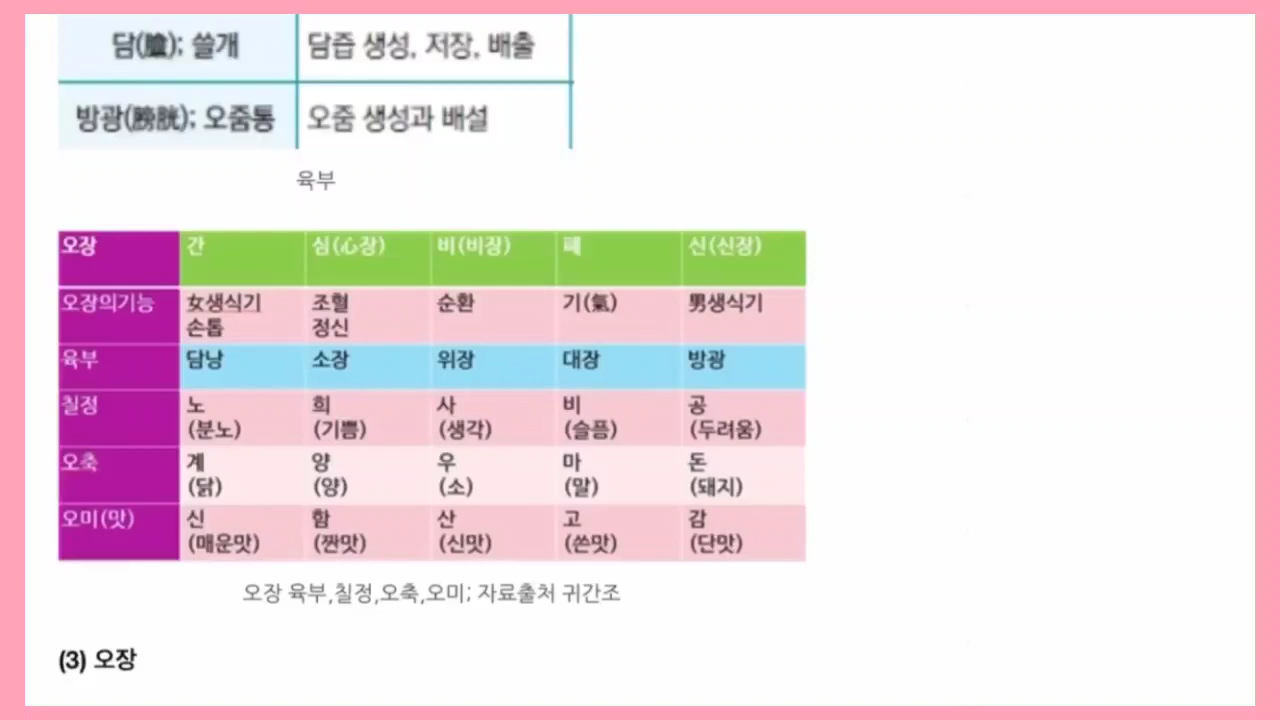 담(膽); 쓸개 담즙 생성, 저장, 배출
방광(膀胱); 오줌통 오줌 생성과 배설
육부
오장 간 심(心장) 비(비장) 폐 신(신장)
오장의기능 女생식기 조혈 순환 기(氣) 男생식기
손톱 정신
육부 담낭 소장 위장 대장 방광
칠정 노 희 사 비 공
(분노) (기쁨) (생각) (슬픔) (두려움)
오축 계 양 우 마 돈
(닭) (양) (소) (말) (돼지)
오미(맛) 신 함 산 고 감
(매운맛) (짠맛) (신맛) (쓴맛) (단맛)
오장 육부,칠정,오축,오미; 자료출처 귀간조
(3) 오장